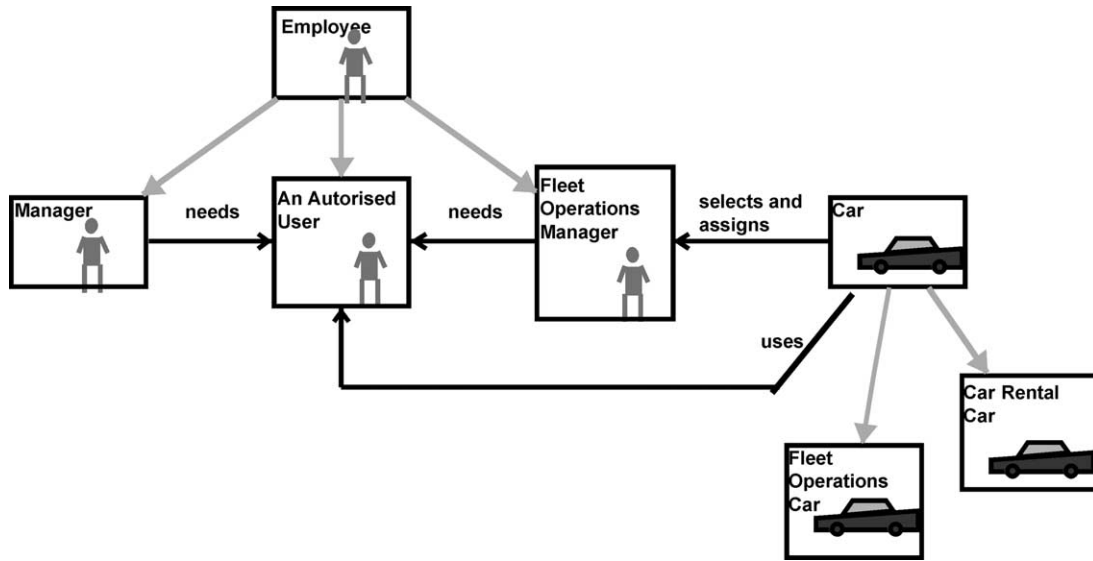 Employee
Manager
needs
An Autorised
User
needs
Fleet
Operations
Manager
selects and
assigns
Car
uses
Car Rental
Car
Fleet
Operations
Car